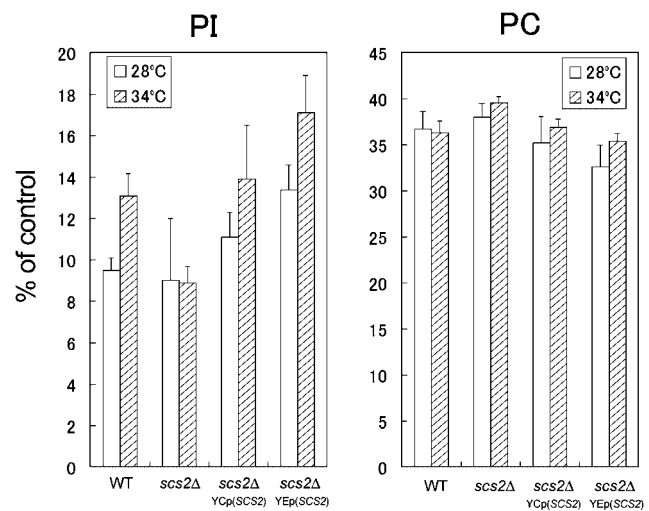 PI
PC
% of control
20
18
16
14
12
10
8
6
4
2
0
28°C
34°C
WT
scs2Δ
scs2Δ
YCp(SCS2)
scs2Δ
YEp(SCS2)
45
40
35
30
25
20
15
10
5
0
28°C
34°C
WT
scs2Δ
scs2Δ
YCp(SCS2)
scs2Δ
YEp(SCS2)